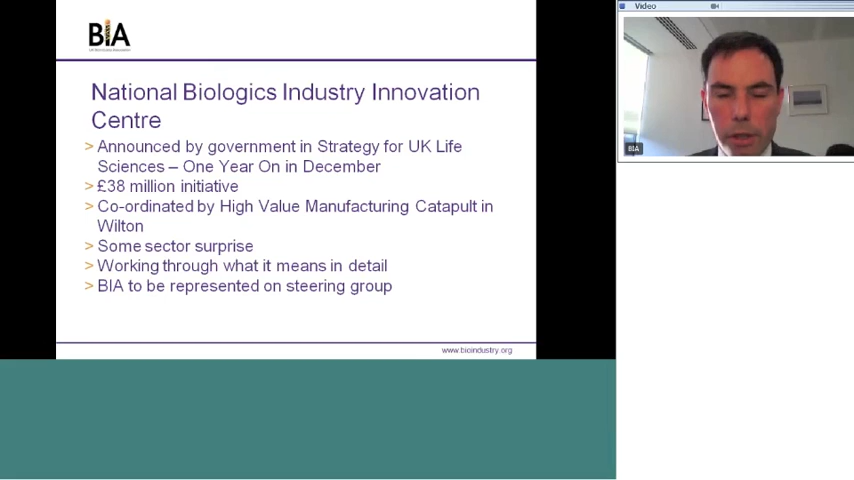 BIA
National Biologics Industry Innovation
Centre
> Announced by government in Strategy for UK Life
Sciences – One Year On in December
> £38 million initiative
> Co-ordinated by High Value Manufacturing Catapult in
Wilton
> Some sector surprise
> Working through what it means in detail
> BIA to be represented on steering group
www.bioindustry.org
Video
BIA